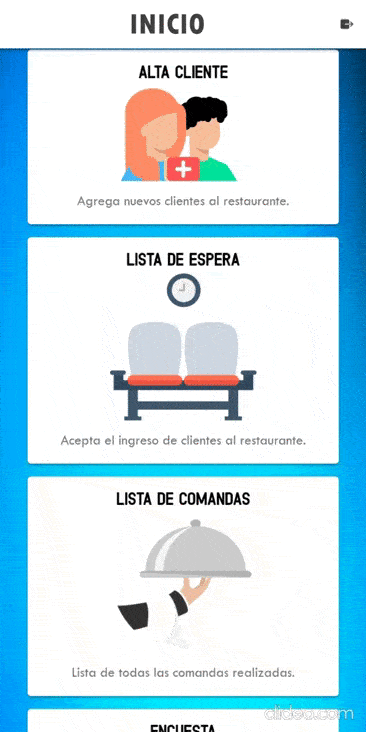 INICIO
ALTA CLIENTE
Agrega nuevos clientes al restaurante.
LISTA DE ESPERA
Acepta el ingreso de clientes al restaurante.
LISTA DE COMANDAS
Lista de todas las comandas realizadas.
ENCUESTA
clideo.com